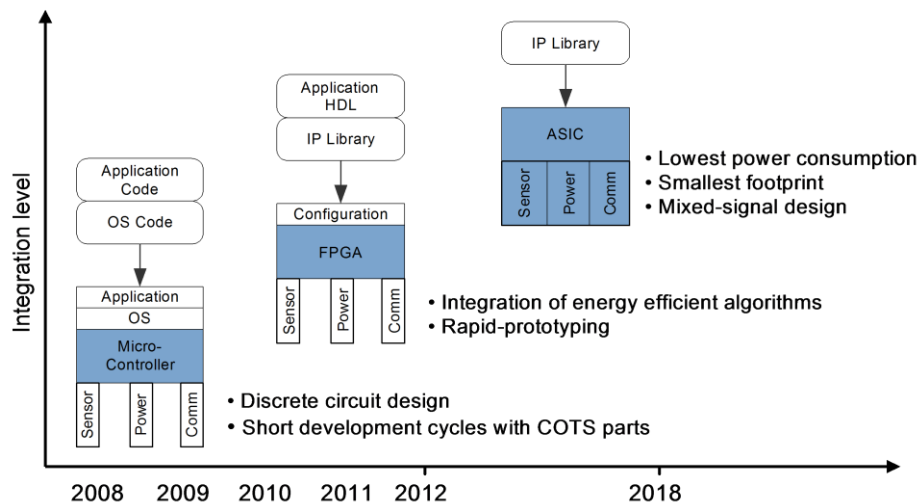 Integration level
Application
Code
OS Code
Application
OS
Micro-
Controller
Sensor
Power
Comm
• Discrete circuit design
• Short development cycles with COTS parts
Application
HDL
IP Library
Configuration
FPGA
Sensor
Power
Comm
• Integration of energy efficient algorithms
• Rapid-prototyping
IP Library
ASIC
Sensor
Power
Comm
• Lowest power consumption
• Smallest footprint
• Mixed-signal design
2008 2009 2010 2011 2012 2018